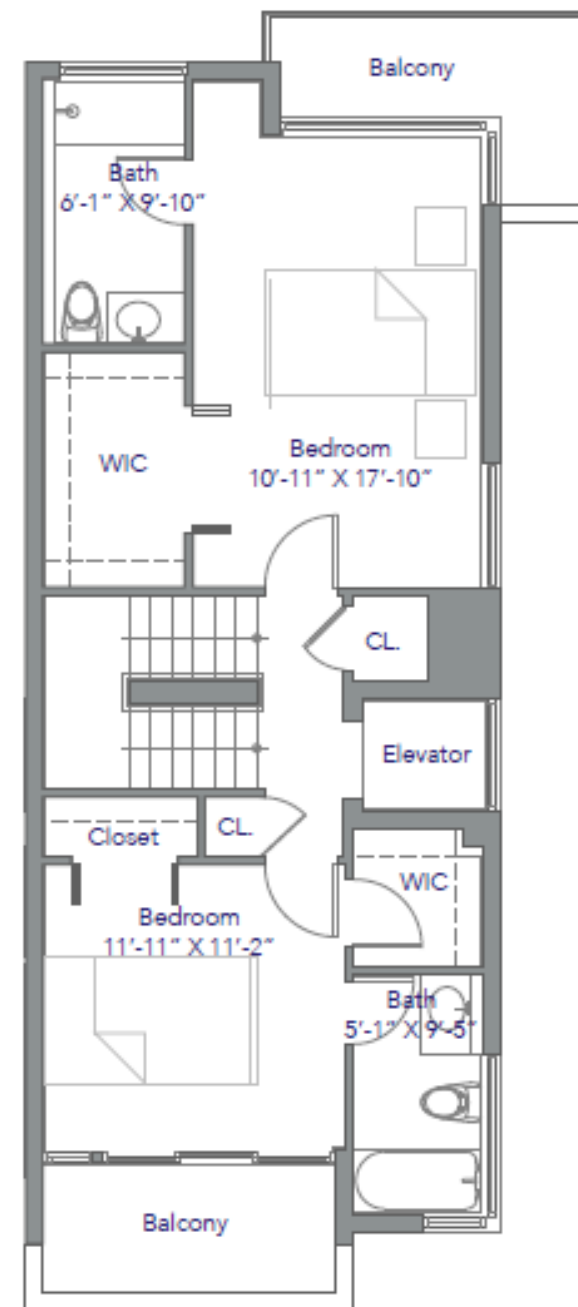 Balcony
Bath
6'-1" X 9'-10"
WIC
Bedroom
10'-11" X 17'-10"
CL.
Elevator
Closet
CL.
WIC
Bedroom
11'-11" X 11'-2"
Bath
5'-1" X 9'-5"
Balcony